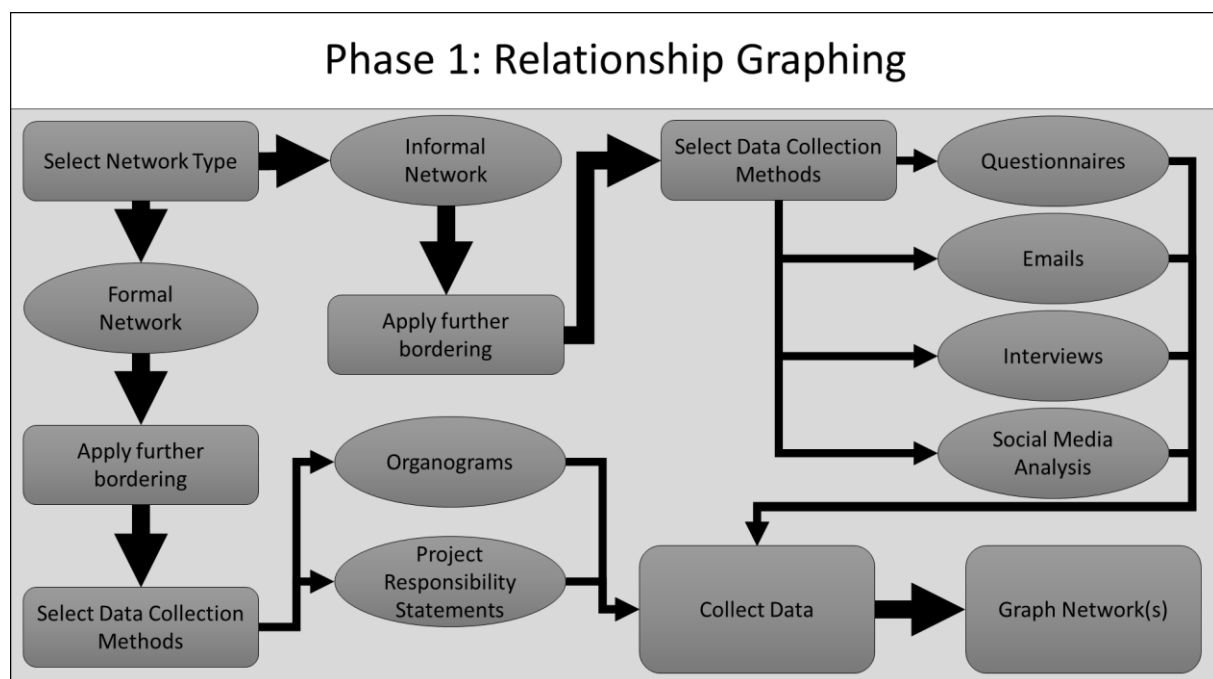 Phase 1: Relationship Graphing
Select Network Type
Informal
Network
Select Data Collection
Methods
Questionnaires
Emails
Formal
Network
Apply further
bordering
Interviews
Apply further
bordering
Organograms
Social Media
Analysis
Project
Responsibility
Statements
Select Data Collection
Methods
Collect Data
Graph Network(s)